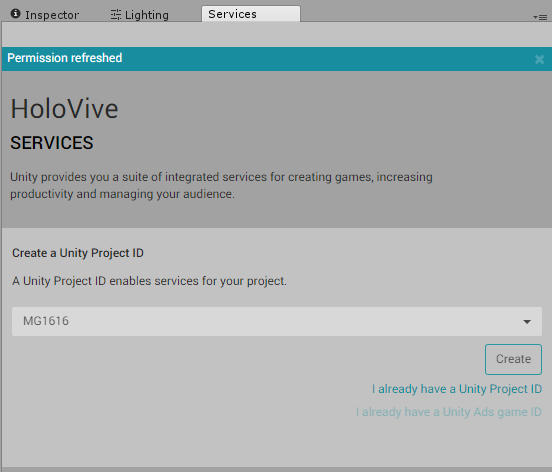 Inspector
Lighting
Services
Permission refreshed
HoloVive
SERVICES
Unity provides you a suite of integrated services for creating games, increasing
productivity and managing your audience.
Create a Unity Project ID
A Unity Project ID enables services for your project.
MG1616
Create
I already have a Unity Project ID
I already have a Unity Ads game ID